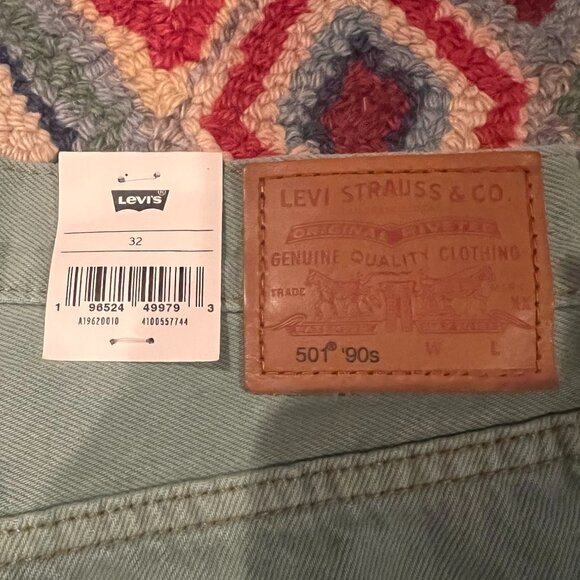 LEVI'S®
32
1 96524 49979 3
A19620010 4100557744
LEVI STRAUSS & CO.
ORIGINAL RIVETED
GENUINE QUALITY CLOTHING
TRADE MARK
XX
501® '90s W L